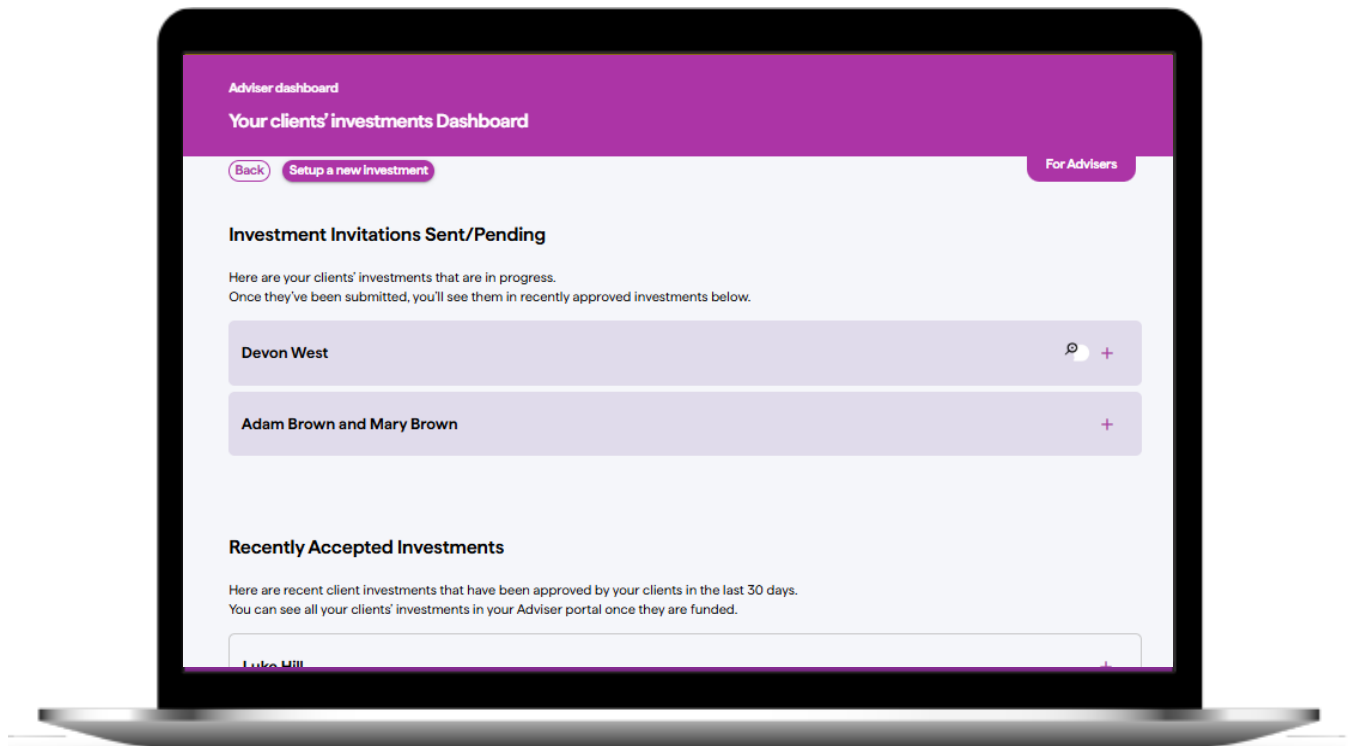 Adviser dashboard
Your clients’ investments Dashboard
Back
Setup a new investment
For Advisers
Investment Invitations Sent/Pending
Here are your clients’ investments that are in progress.
Once they’ve been submitted, you’ll see them in recently approved investments below.
Devon West
Adam Brown and Mary Brown
Recently Accepted Investments
Here are recent client investments that have been approved by your clients in the last 30 days.
You can see all your clients’ investments in your Adviser portal once they are funded.
Luke Hill